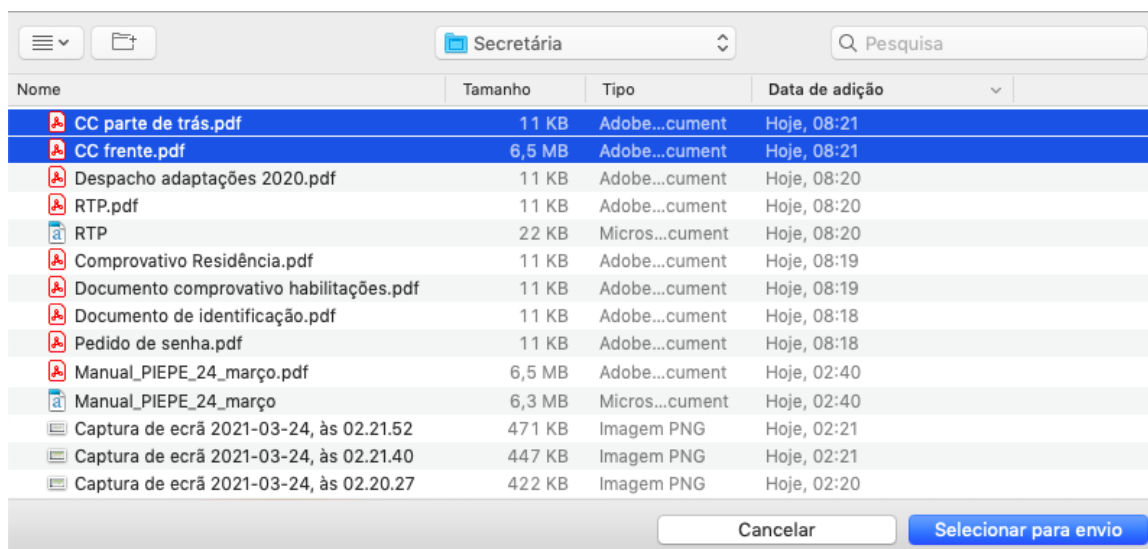 Secretária Pesquisa
Nome Tamanho Tipo Data de adição
CC parte de trás.pdf 11 KB Adobe...cument Hoje, 08:21
CC frente.pdf 6,5 MB Adobe...cument Hoje, 08:21
Despacho adaptações 2020.pdf 11 KB Adobe...cument Hoje, 08:20
RTP.pdf 11 KB Adobe...cument Hoje, 08:20
RTP 22 KB Micros...cument Hoje, 08:20
Comprovativo Residência.pdf 11 KB Adobe...cument Hoje, 08:19
Documento comprovativo habilitações.pdf 11 KB Adobe...cument Hoje, 08:19
Documento de identificação.pdf 11 KB Adobe...cument Hoje, 08:18
Pedido de senha.pdf 11 KB Adobe...cument Hoje, 08:18
Manual_PIEPE_24_março.pdf 6,5 MB Adobe...cument Hoje, 02:40
Manual_PIEPE_24_março 6,3 MB Micros...cument Hoje, 02:40
Captura de ecrã 2021-03-24, às 02.21.52 471 KB Imagem PNG Hoje, 02:21
Captura de ecrã 2021-03-24, às 02.21.40 447 KB Imagem PNG Hoje, 02:21
Captura de ecrã 2021-03-24, às 02.20.27 422 KB Imagem PNG Hoje, 02:20
Cancelar Selecionar para envio